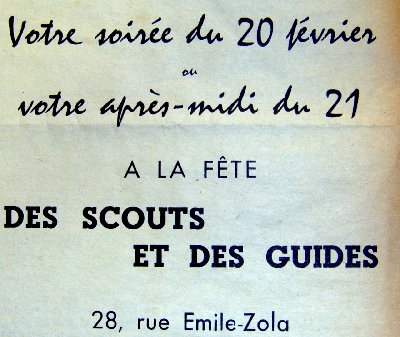 Votre soirée du 20 février
ou
votre après-midi du 21
A LA FÊTE
DES SCOUTS
ET DES GUIDES
28, rue Emile-Zola